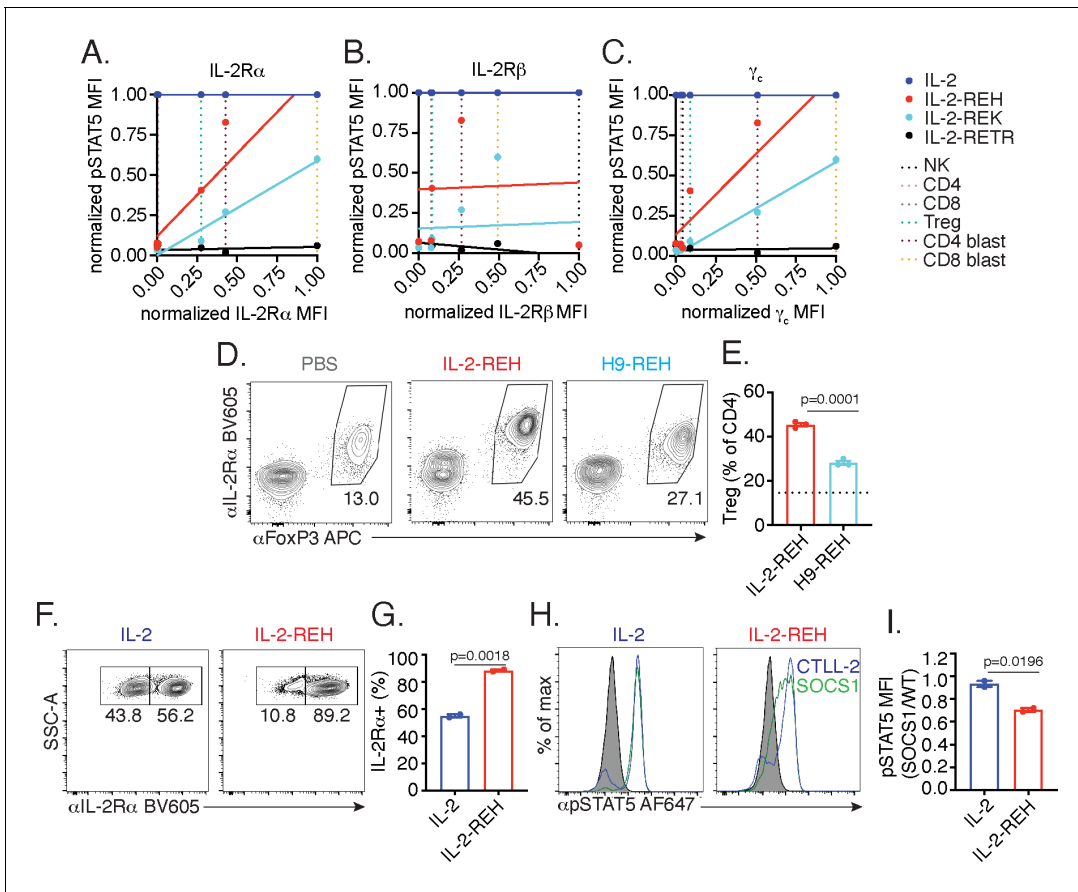 A.
IL-2Rα
normalized pSTAT5 MFI
1.00
0.75
0.50
0.25
0.00
0.00
0.25
0.50
0.75
1.00
normalized IL-2Rα MFI
B.
IL-2Rβ
normalized pSTAT5 MFI
1.00
0.75
0.50
0.25
0.00
0.00
0.25
0.50
0.75
1.00
normalized IL-2Rβ MFI
C.
γc
normalized pSTAT5 MFI
1.00
0.75
0.50
0.25
0.00
0.00
0.25
0.50
0.75
1.00
normalized γc MFI
IL-2
IL-2-REH
IL-2-REK
IL-2-RETR
NK
CD4
CD8
Treg
CD4 blast
CD8 blast
D.
PBS
IL-2-REH
H9-REH
αIL-2Rα BV605
13.0
45.5
27.1
αFoxP3 APC
E.
p=0.0001
Treg (% of CD4)
60
40
20
0
IL-2-REH
H9-REH
F.
IL-2
IL-2-REH
SSC-A
43.8 56.2
10.8 89.2
αIL-2Rα BV605
G.
p=0.0018
IL-2Rα+ (%)
100
80
60
40
20
0
IL-2
IL-2-REH
H.
IL-2
IL-2-REH
CTLL-2
SOCS1
% of max
αpSTAT5 AF647
I.
p=0.0196
pSTAT5 MFI
(SOCS1/WT)
1.2
1.0
0.8
0.6
0.4
0.2
0.0
IL-2
IL-2-REH